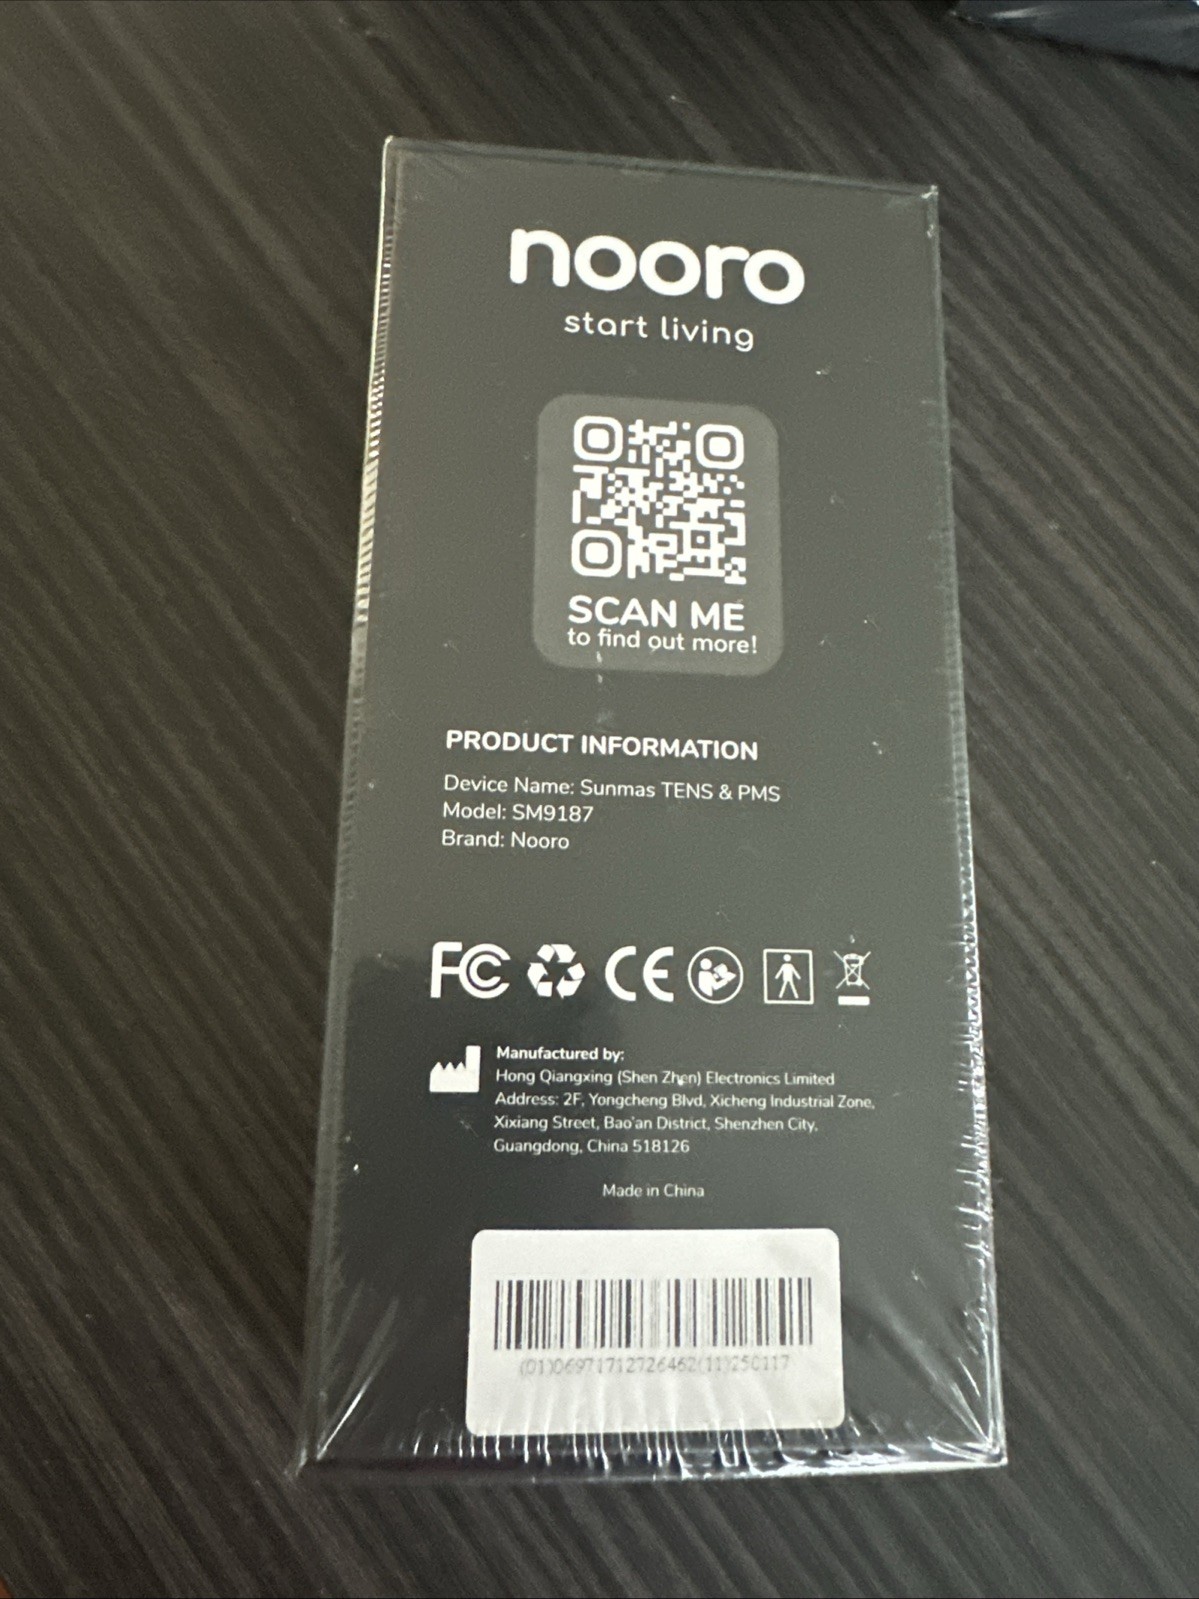 nooro
start living
SCAN ME
to find out more!
PRODUCT INFORMATION
Device Name: Sunmas TENS & PMS
Model: SM9187
Brand: Nooro
FC CE
Manufactured by:
Hong Qiangxing (Shen Zhen) Electronics Limited
Address: 2F, Yongcheng Blvd, Xicheng Industrial Zone,
Xixiang Street, Bao'an District, Shenzhen City,
Guangdong, China 518126
Made in China
(01)06971712726462(11)250117